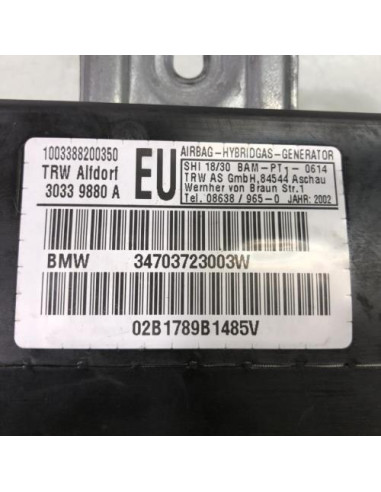 1003388200350
TRW Alfdorf
3033 9880 A
EU
AIRBAG-HYBRIDGAS-GENERATOR
SHI 18/30 BAM-PT1-0614
TRW AS GmbH,84544 Aschau
Wernher von Braun Str.1
Tel. 08638/965-0 JAHR: 2002
BMW 34703723003W
02B1789B1485V